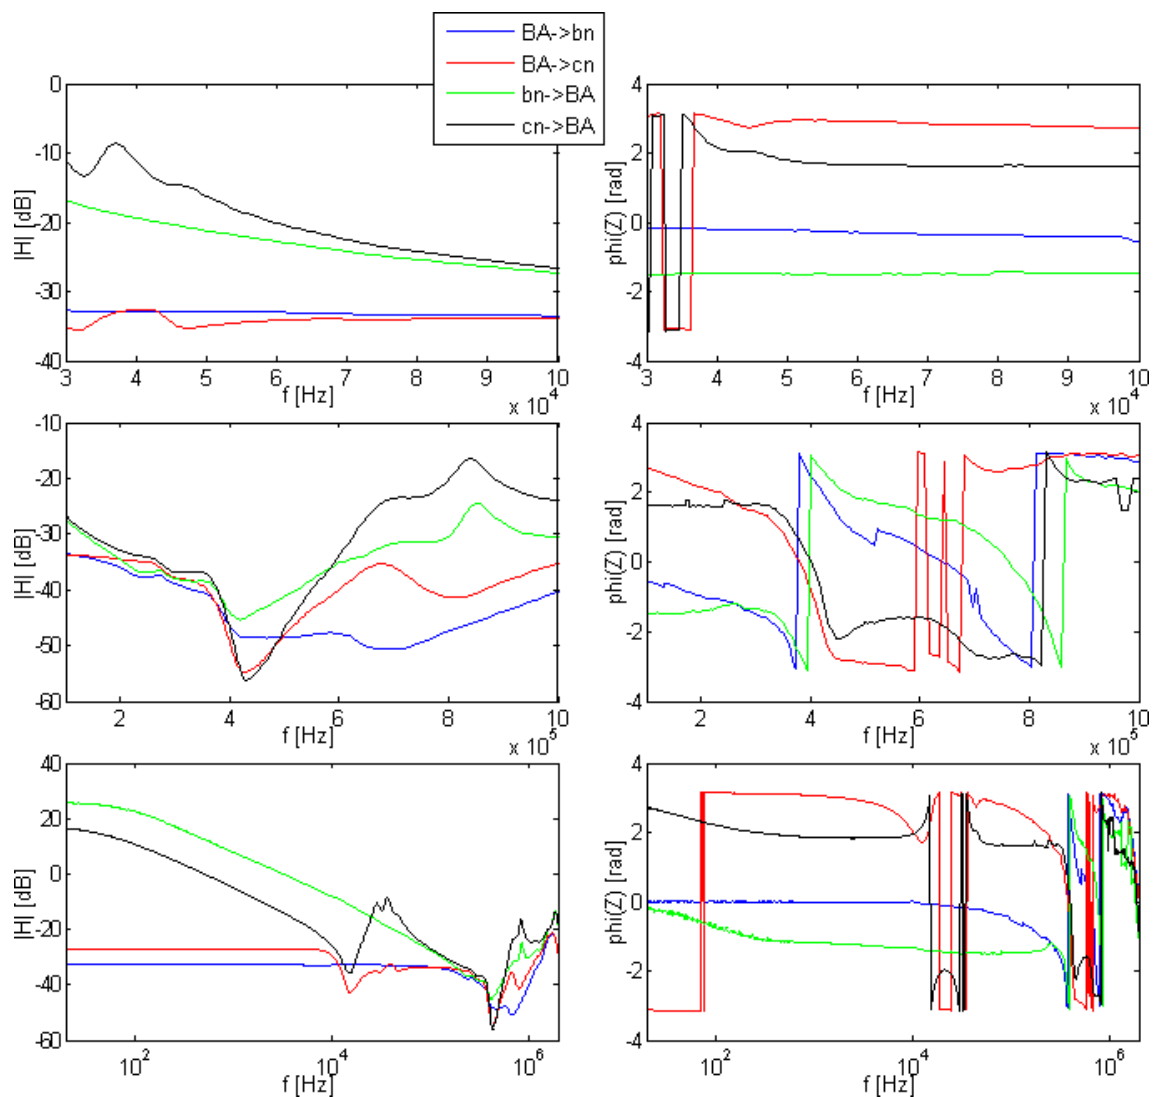 BA->bn
BA->cn
bn->BA
cn->BA
0
-10
-20
-30
-40
|H| [dB]
3 4 5 6 7 8 9 10
f [Hz]
x 10^4
4
2
0
-2
-4
phi(Z) [rad]
3 4 5 6 7 8 9 10
f [Hz]
x 10^4
-10
-20
-30
-40
-50
-60
|H| [dB]
2 4 6 8 10
f [Hz]
x 10^5
4
2
0
-2
-4
phi(Z) [rad]
2 4 6 8 10
f [Hz]
x 10^5
40
20
0
-20
-40
-60
|H| [dB]
10^2 10^4 10^6
f [Hz]
4
2
0
-2
-4
phi(Z) [rad]
10^2 10^4 10^6
f [Hz]